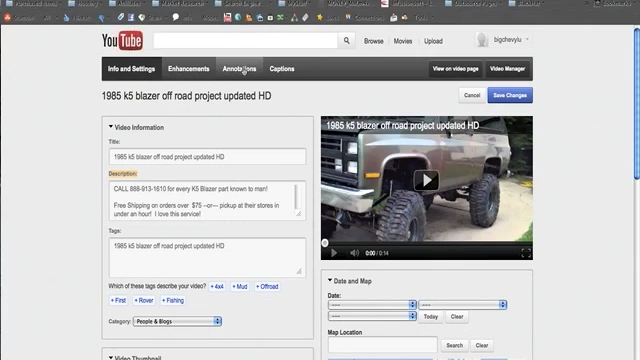 Search Engine
YouTube
Browse Movies Upload
bigchevylu
Info and Settings Enhancements Annotations Captions
View on video page Video Manager
1985 k5 blazer off road project updated HD
Cancel Save Changes
Video Information
Title:
1985 k5 blazer off road project updated HD
Description:
CALL 888-913-1610 for every K5 Blazer part known to man!
Free Shipping on orders over $75 --or--- pickup at their stores in
under an hour! I love this service!
Tags:
1985 k5 blazer off road project updated HD
Which of these tags describe your video? + 4x4 + Mud + Offroad
+ First + Rover + Fishing
Category: People & Blogs
Video Thumbnail
1985 k5 blazer off road project updated HD
0:00 / 0:14
Date and Map
Date:
---- ----
---- Today Clear
Map Location
Search Clear